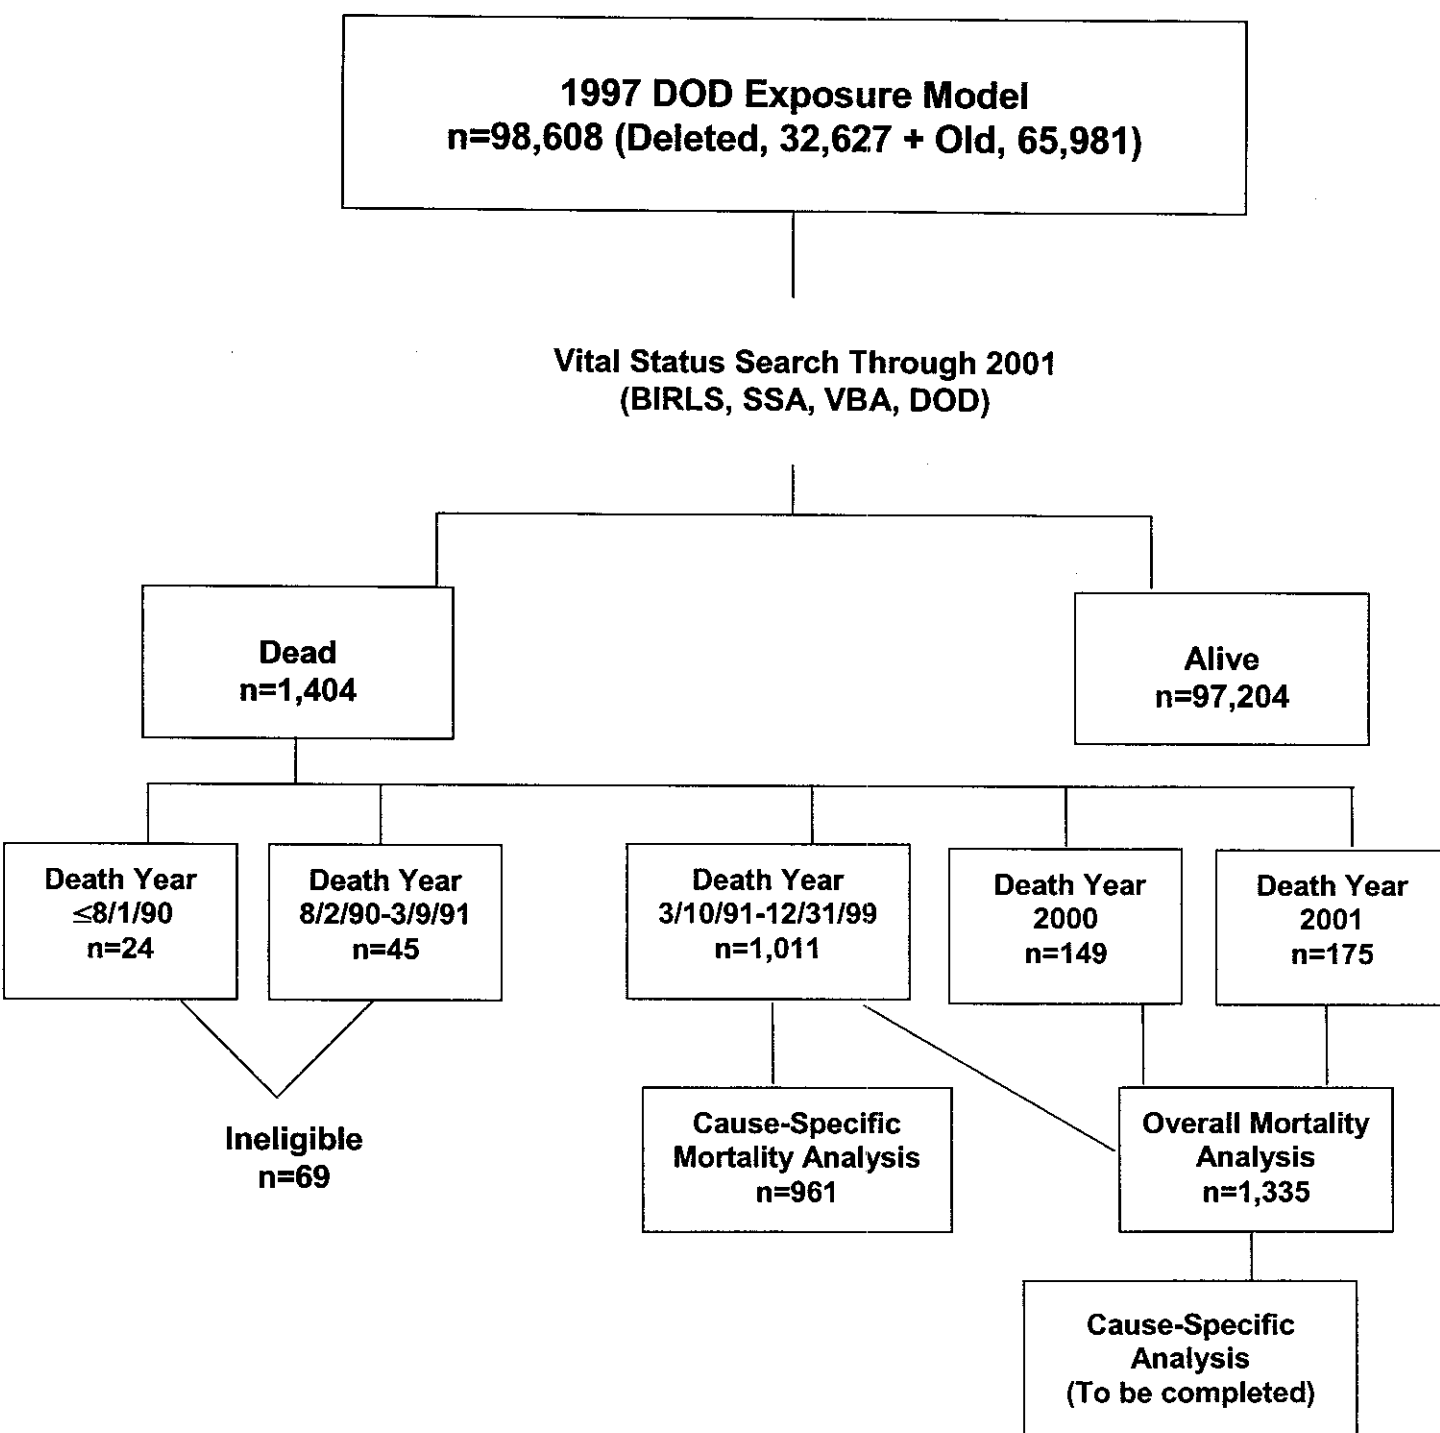 1997 DOD Exposure Model
n=98,608 (Deleted, 32,627 + Old, 65,981)
Vital Status Search Through 2001
(BIRLS, SSA, VBA, DOD)
Dead
n=1,404
Alive
n=97,204
Death Year
≤8/1/90
n=24
Death Year
8/2/90-3/9/91
n=45
Death Year
3/10/91-12/31/99
n=1,011
Death Year
2000
n=149
Death Year
2001
n=175
Ineligible
n=69
Cause-Specific
Mortality Analysis
n=961
Overall Mortality
Analysis
n=1,335
Cause-Specific
Analysis
(To be completed)